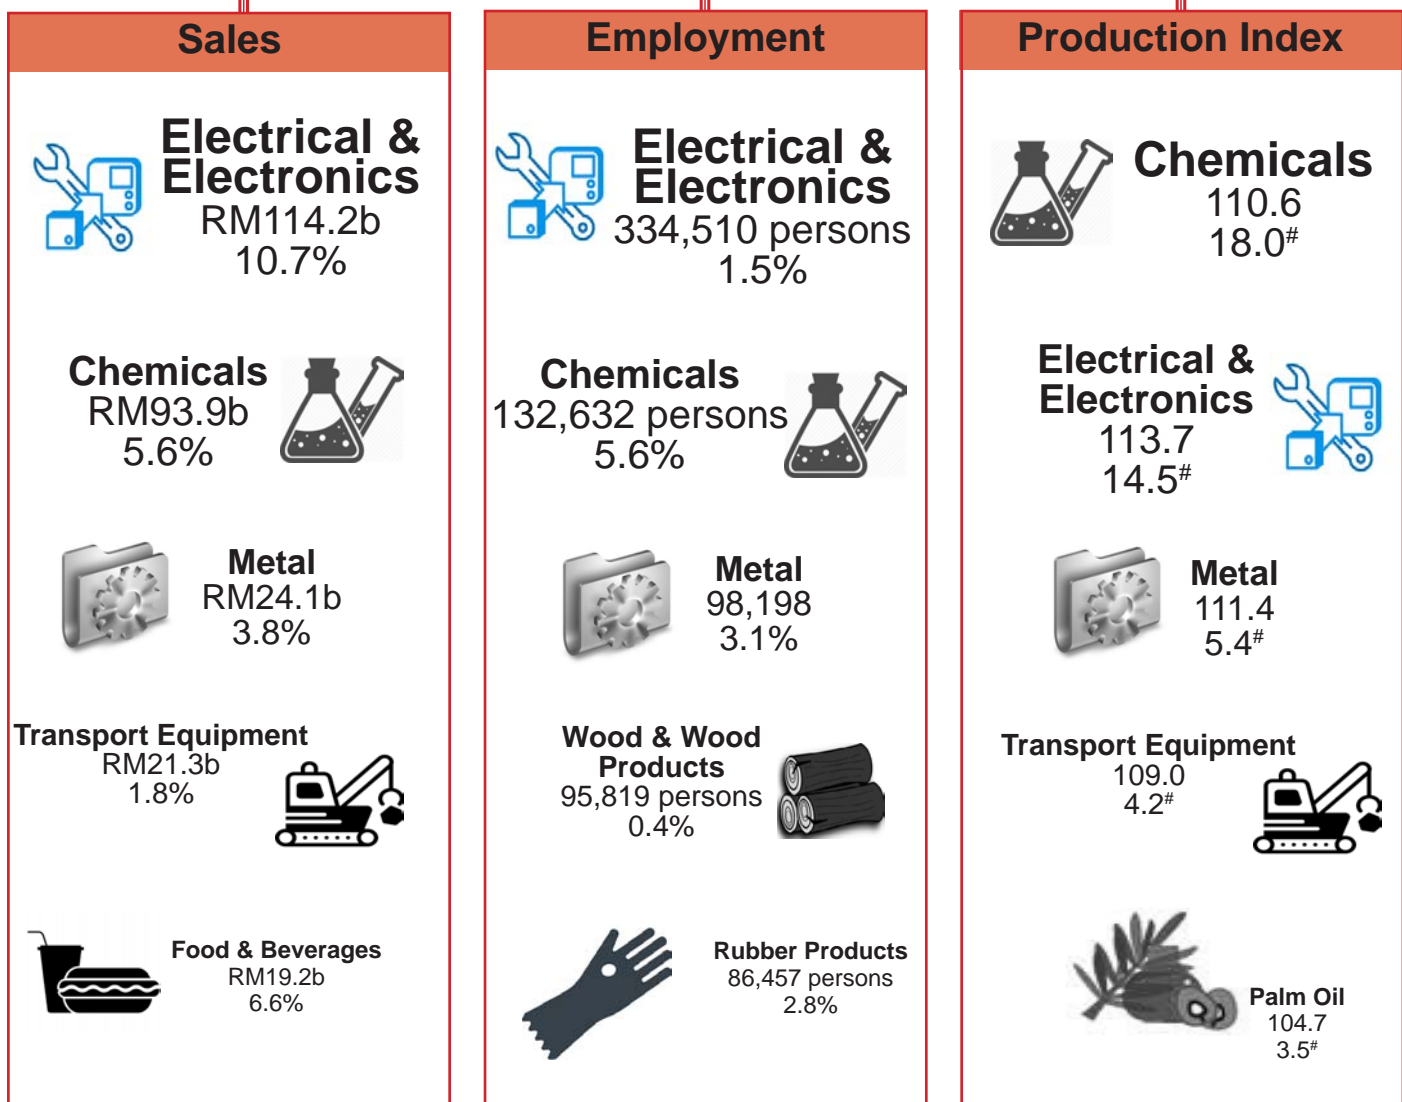 Sales
Electrical &
Electronics
RM114.2b
10.7%
Chemicals
RM93.9b
5.6%
Metal
RM24.1b
3.8%
Transport Equipment
RM21.3b
1.8%
Food & Beverages
RM19.2b
6.6%
Employment
Electrical &
Electronics
334,510 persons
1.5%
Chemicals
132,632 persons
5.6%
Metal
98,198
3.1%
Wood & Wood
Products
95,819 persons
0.4%
Rubber Products
86,457 persons
2.8%
Production Index
Chemicals
110.6
18.0#
Electrical &
Electronics
113.7
14.5#
Metal
111.4
5.4#
Transport Equipment
109.0
4.2#
Palm Oil
104.7
3.5#